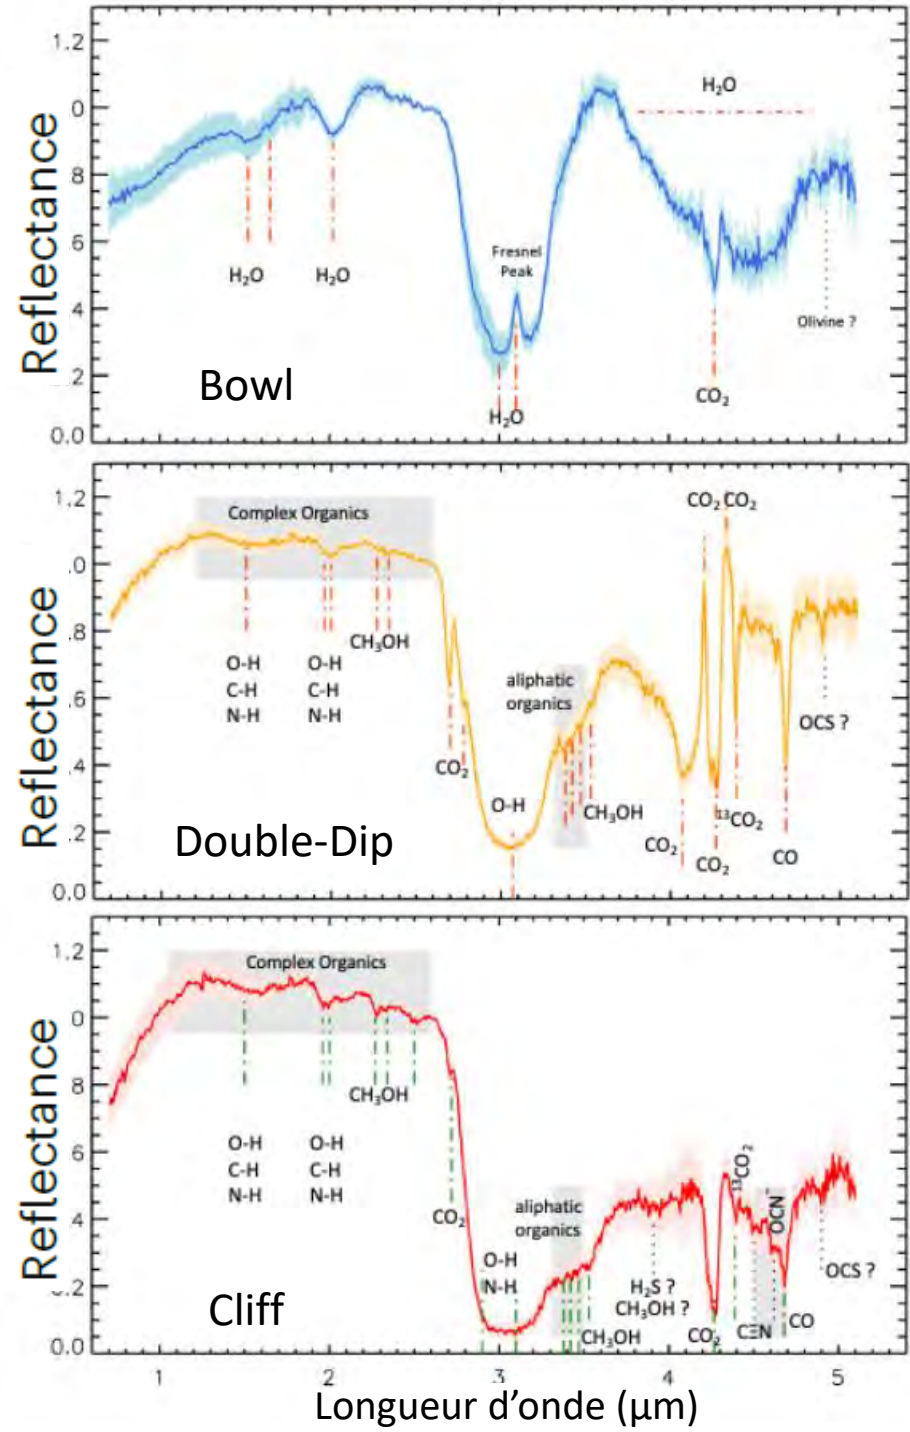 1.2
0
8
6
4
.2
0.0
Reflectance
H₂O
H₂O
H₂O
Fresnel
Peak
H₂O
CO₂
Olivine ?
Bowl
1.2
.0
.8
.6
.4
.2
0.0
Reflectance
Complex Organics
CO₂ CO₂
CH₃OH
O-H
C-H
N-H
O-H
C-H
N-H
aliphatic
organics
CO₂
O-H
CH₃OH
OCS ?
¹³CO₂
CO₂
CO₂
CO
Double-Dip
1.2
0
8
6
4
0.0
Reflectance
Complex Organics
CH₃OH
O-H
C-H
N-H
O-H
C-H
N-H
CO₂
aliphatic
organics
O-H
N-H
¹³CO₂
OCN⁻
H₂S ?
CH₃OH ?
OCS ?
CH₃OH
CO₂
C≡N
CO
Cliff
1 2 3 4 5
Longueur d'onde (μm)